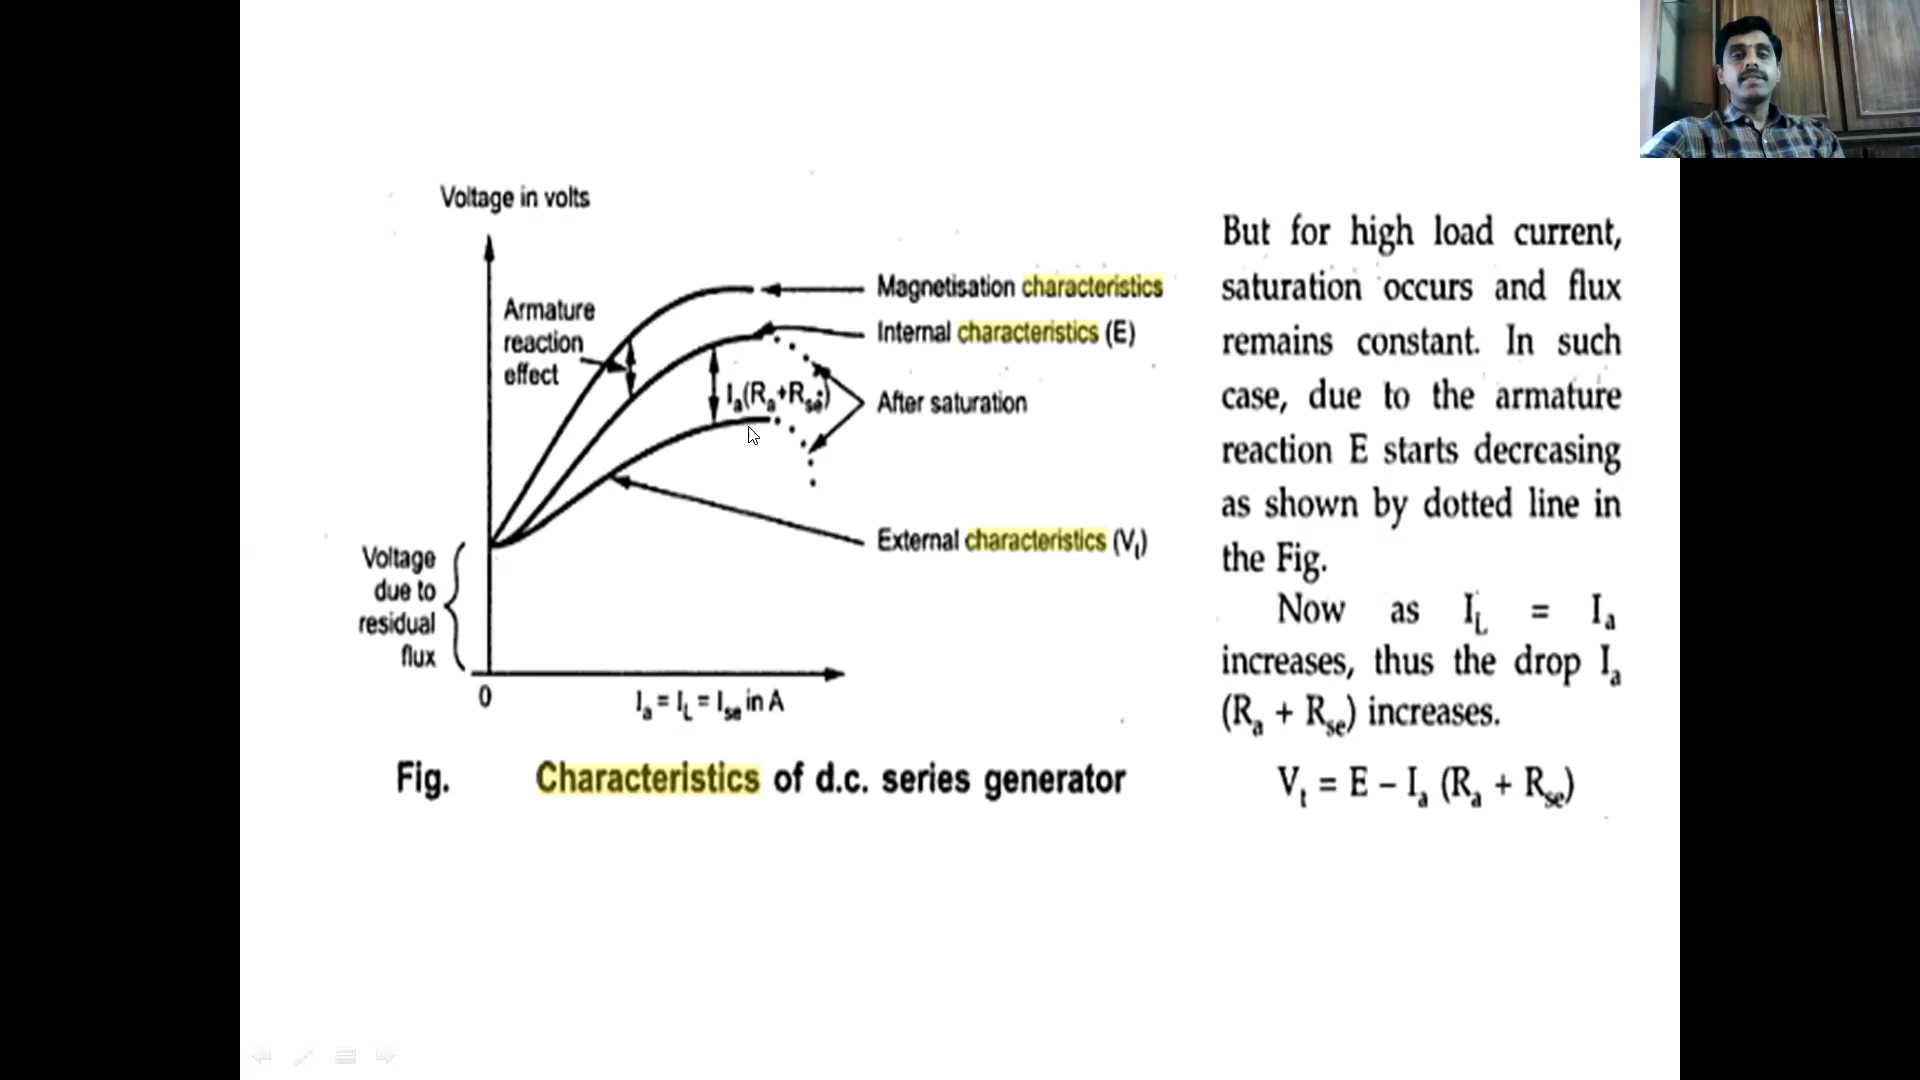 Voltage in volts
Armature
reaction
effect
Magnetisation characteristics
Internal characteristics (E)
Iₐ(Rₐ+Rₛₑ)
After saturation
External characteristics (Vₜ)
Voltage
due to
residual
flux
0
Iₐ = I_L = Iₛₑ in A
Fig. Characteristics of d.c. series generator
But for high load current,
saturation occurs and flux
remains constant. In such
case, due to the armature
reaction E starts decrcasing
as shown by dotted line in
the Fig.
Now as I_L = Iₐ
increases, thus the drop Iₐ
(Rₐ + Rₛₑ) increases.
Vₜ = E – Iₐ (Rₐ + Rₛₑ)